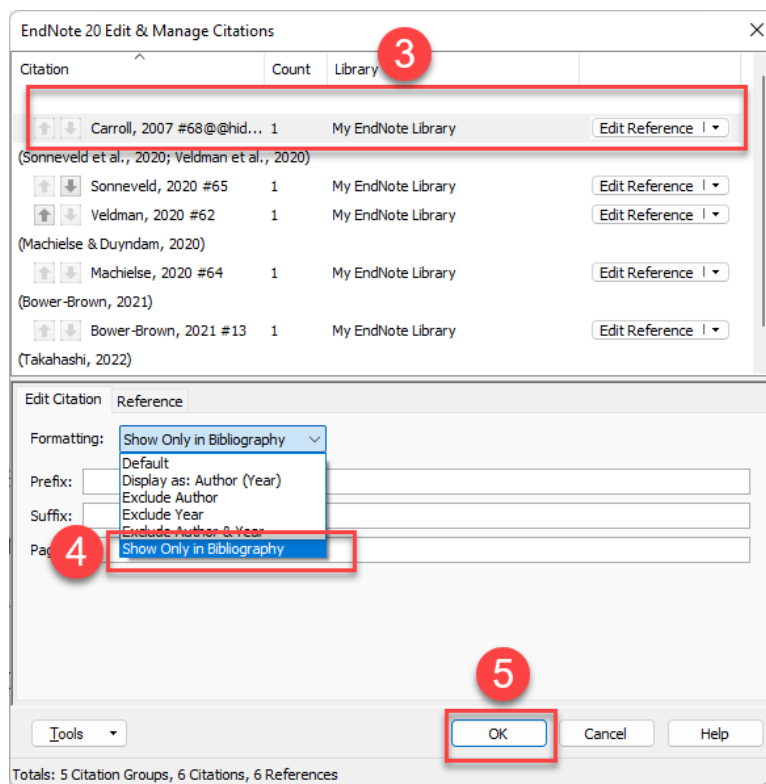 EndNote 20 Edit & Manage Citations
3
Citation Count Library
Carroll, 2007 #68@@hid... 1 My EndNote Library Edit Reference
(Sonneveld et al., 2020; Veldman et al., 2020)
Sonneveld, 2020 #65 1 My EndNote Library Edit Reference
Veldman, 2020 #62 1 My EndNote Library Edit Reference
(Machielse & Duyndam, 2020)
Machielse, 2020 #64 1 My EndNote Library Edit Reference
(Bower-Brown, 2021)
Bower-Brown, 2021 #13 1 My EndNote Library Edit Reference
(Takahashi, 2022)
Edit Citation Reference
Formatting: Show Only in Bibliography
Default
Prefix: Display as: Author (Year)
Exclude Author
Suffix: Exclude Year
Exclude Author & Year
4 Show Only in Bibliography
5
Tools OK Cancel Help
Totals: 5 Citation Groups, 6 Citations, 6 References